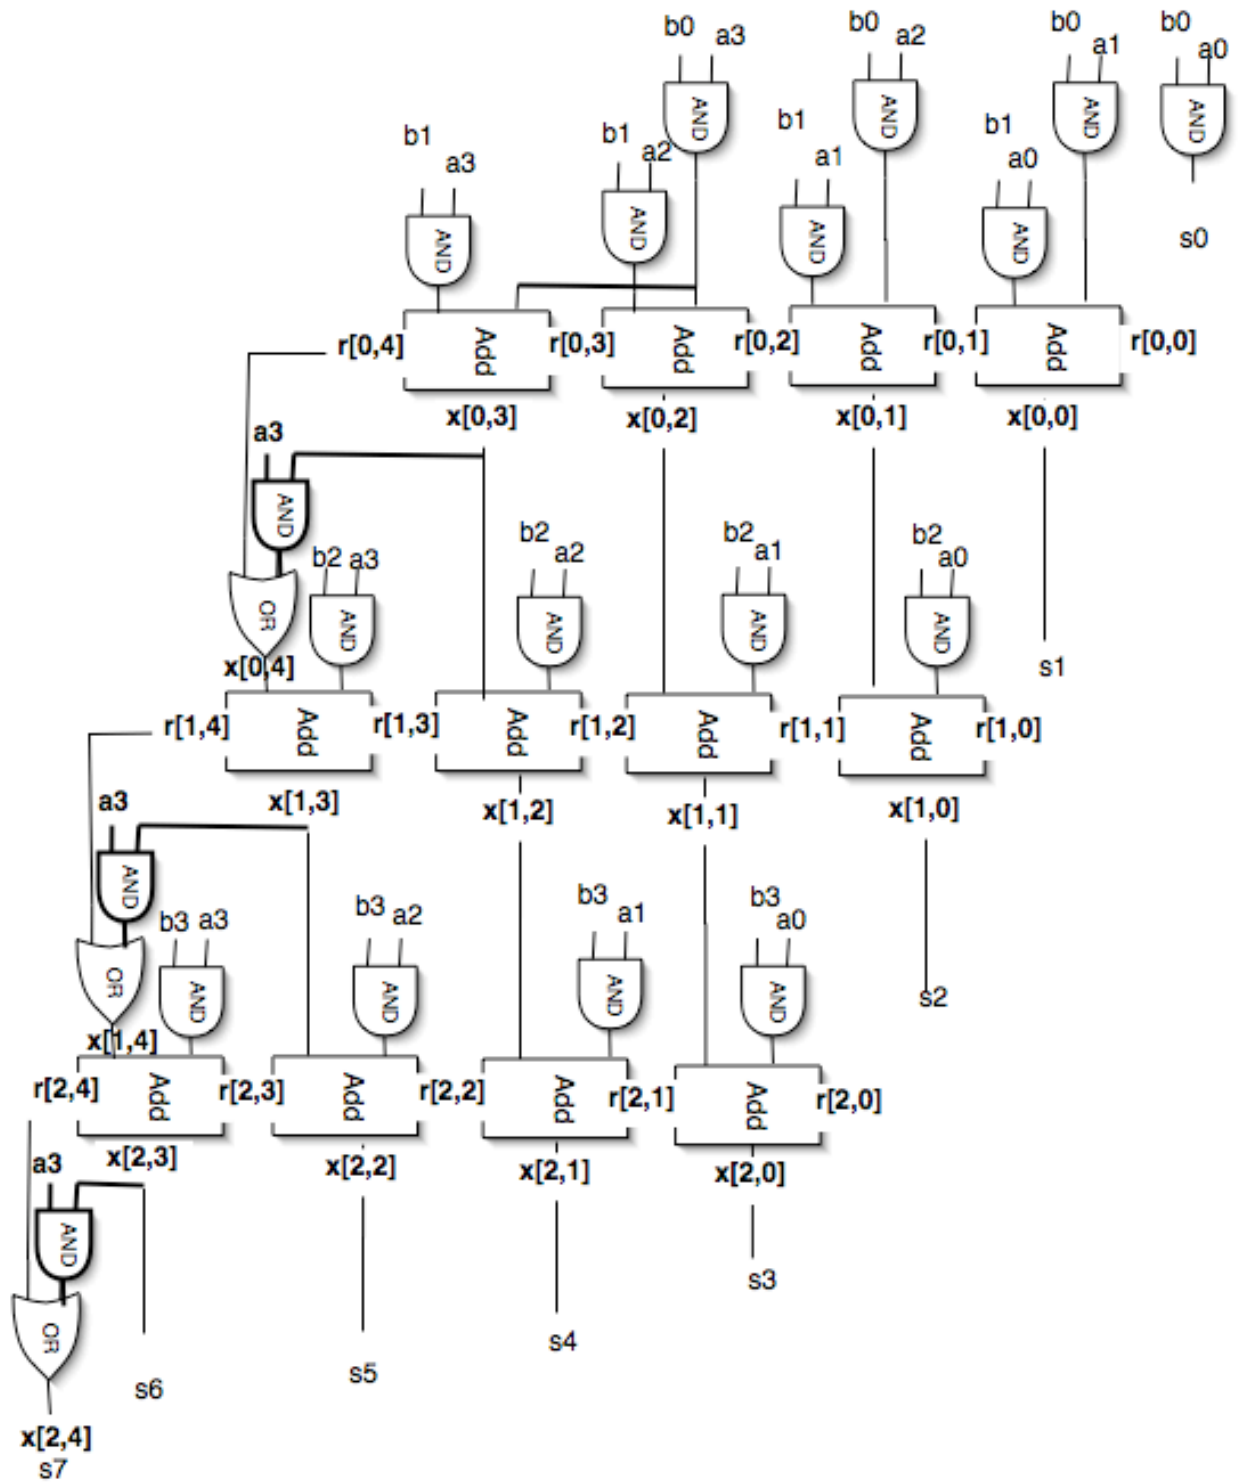 b0 a3 b0 a2 b0 a1 b0 a0
AND AND AND AND
b1 a3 b1 a2 b1 a1 b1 a0
AND AND AND AND
s0
r[0,4] Add r[0,3] Add r[0,2] Add r[0,1] Add r[0,0]
x[0,3] x[0,2] x[0,1] x[0,0]
a3
AND
b2 a3 b2 a2 b2 a1 b2 a0
OR AND AND AND AND
x[0,4] s1
r[1,4] Add r[1,3] Add r[1,2] Add r[1,1] Add r[1,0]
x[1,3] x[1,2] x[1,1] x[1,0]
a3
AND
b3 a3 b3 a2 b3 a1 b3 a0
OR AND AND AND AND
s2
x[1,4]
r[2,4] Add r[2,3] Add r[2,2] Add r[2,1] Add r[2,0]
x[2,3] x[2,2] x[2,1] x[2,0]
a3
AND
s3
OR
s4
s5
s6
x[2,4]
s7